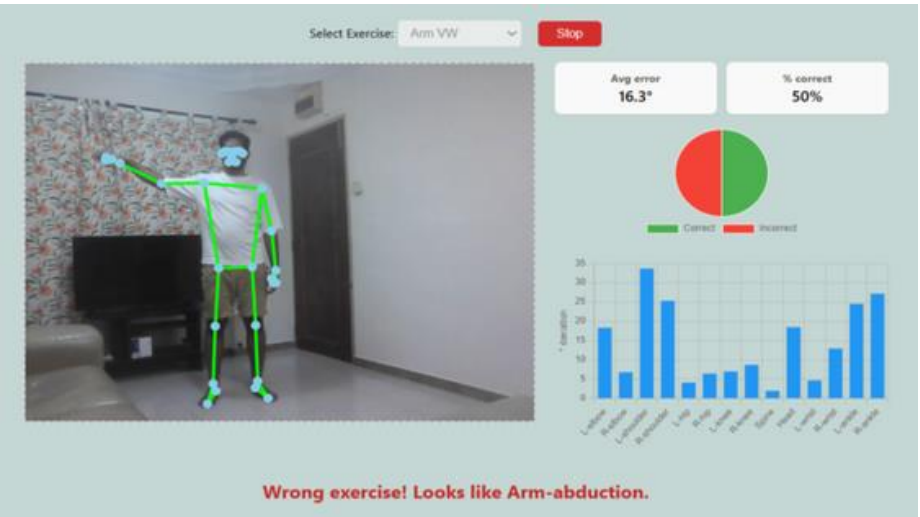 Select Exercise: Arm VW Stop
Avg error
16.3°
% correct
50%
Correct Incorrect
35
30
25
20
15
10
5
0
° deviation
L-elbow R-elbow L-shoulder R-shoulder L-hip R-hip L-knee R-knee Spine Head L-wrist R-wrist L-ankle R-ankle
Wrong exercise! Looks like Arm-abduction.